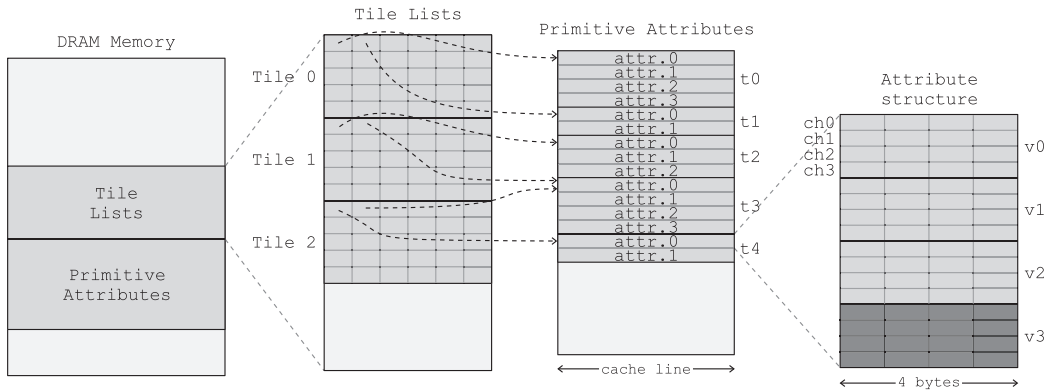 DRAM Memory
Tile
Lists
Primitive
Attributes
Tile Lists
Tile 0
Tile 1
Tile 2
Primitive Attributes
attr.0
attr.1
attr.2
attr.3
t0
attr.0
attr.1
t1
attr.0
attr.1
attr.2
t2
attr.0
attr.1
attr.2
attr.3
t3
attr.0
attr.1
t4
cache line
Attribute
structure
ch0
ch1
ch2
ch3
v0
v1
v2
v3
4 bytes